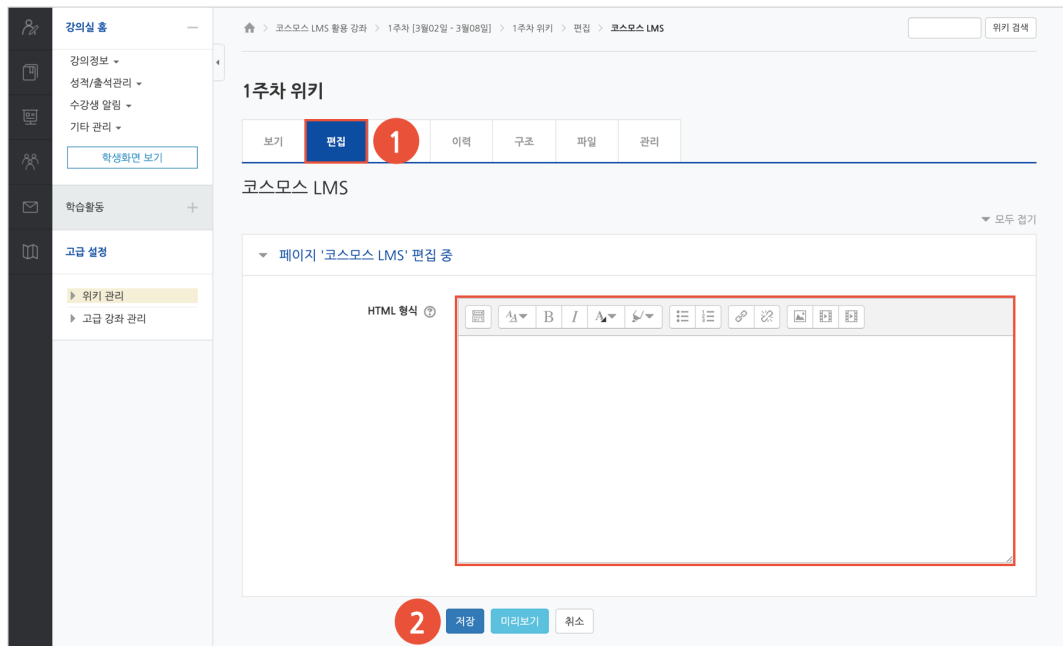 강의실 홈
강의정보
성적/출석관리
수강생 알림
기타 관리
학생화면 보기
학습활동
고급 설정
위키 관리
고급 강좌 관리
코스모스 LMS 활용 강좌 > 1주차 [3월02일 - 3월08일] > 1주차 위키 > 편집 > 코스모스 LMS
위키 검색
1주차 위키
보기 편집 1 이력 구조 파일 관리
코스모스 LMS
모두 접기
페이지 '코스모스 LMS' 편집 중
HTML 형식
B I A
2 저장 미리보기 취소